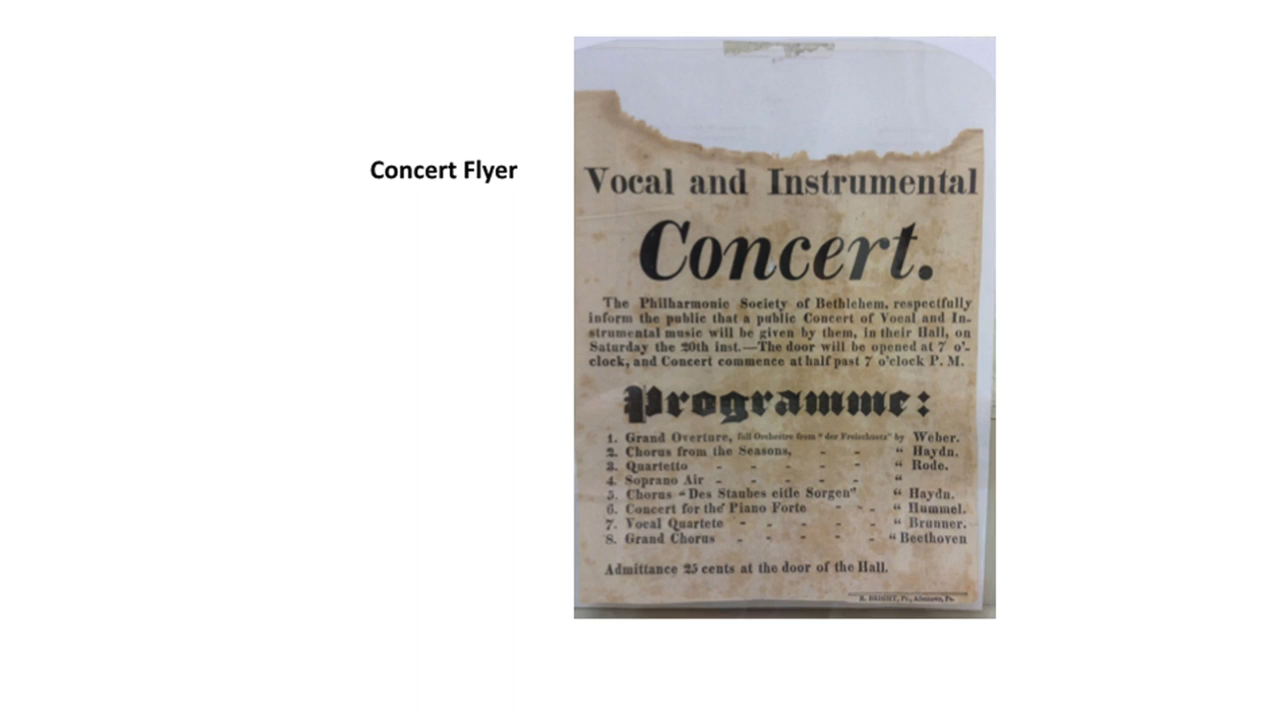 Concert Flyer
Vocal and Instrumental
Concert.
The Philharmonic Society of Bethlehem, respectfully
inform the public that a public Concert of Vocal and In-
strumental music will be given by them, in their Hall, on
Saturday the 20th inst.—The door will be opened at 7 o'-
clock, and Concert commence at half past 7 o'clock P. M.
Programme:
1. Grand Overture, full Orchestre from "der Freischuetz" by Weber.
2. Chorus from the Seasons, - - " Haydn.
3. Quartetto - - - - - " Rode.
4. Soprano Air - - - - - "
5. Chorus "Des Staubes eitle Sorgen" " Haydn.
6. Concert for the Piano Forte - - - " Hummel.
7. Vocal Quartete - - - - - " Brunner.
8. Grand Chorus - - - - - " Beethoven
Admittance 25 cents at the door of the Hall.
Pa.